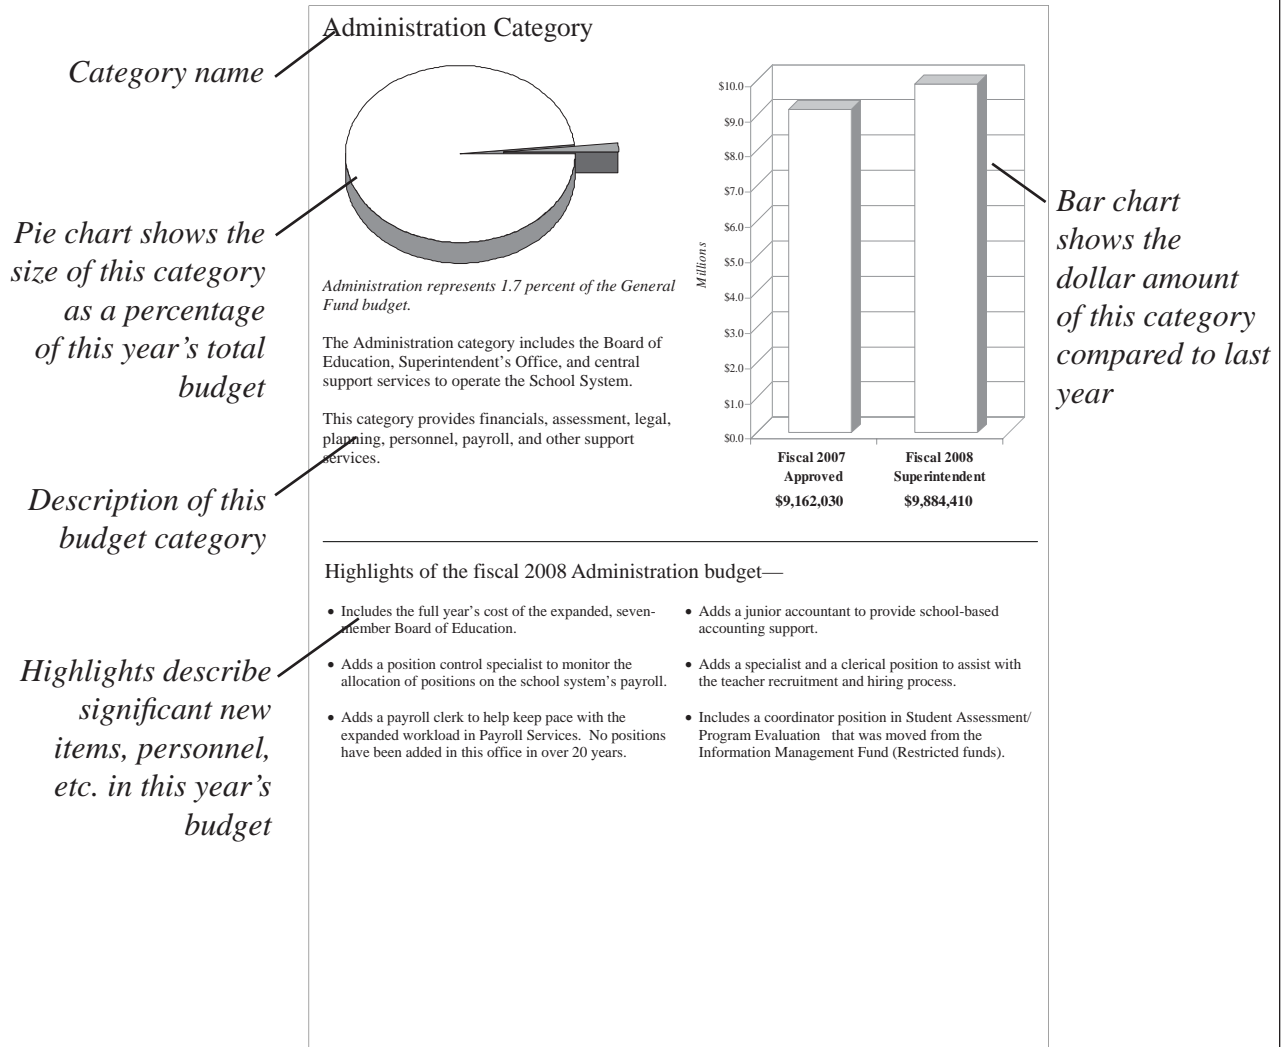 Administration Category
Category name
Pie chart shows the
size of this category
as a percentage
of this year’s total
budget
Administration represents 1.7 percent of the General
Fund budget.
The Administration category includes the Board of
Education, Superintendent’s Office, and central
support services to operate the School System.
This category provides financials, assessment, legal,
planning, personnel, payroll, and other support
services.
Description of this
budget category
$10.0
$9.0
$8.0
$7.0
$6.0
$5.0
$4.0
$3.0
$2.0
$1.0
$0.0
Millions
Fiscal 2007
Approved
$9,162,030
Fiscal 2008
Superintendent
$9,884,410
Bar chart
shows the
dollar amount
of this category
compared to last
year
Highlights of the fiscal 2008 Administration budget—
• Includes the full year’s cost of the expanded, seven-
member Board of Education.
• Adds a position control specialist to monitor the
allocation of positions on the school system’s payroll.
• Adds a payroll clerk to help keep pace with the
expanded workload in Payroll Services. No positions
have been added in this office in over 20 years.
• Adds a junior accountant to provide school-based
accounting support.
• Adds a specialist and a clerical position to assist with
the teacher recruitment and hiring process.
• Includes a coordinator position in Student Assessment/
Program Evaluation that was moved from the
Information Management Fund (Restricted funds).
Highlights describe
significant new
items, personnel,
etc. in this year’s
budget